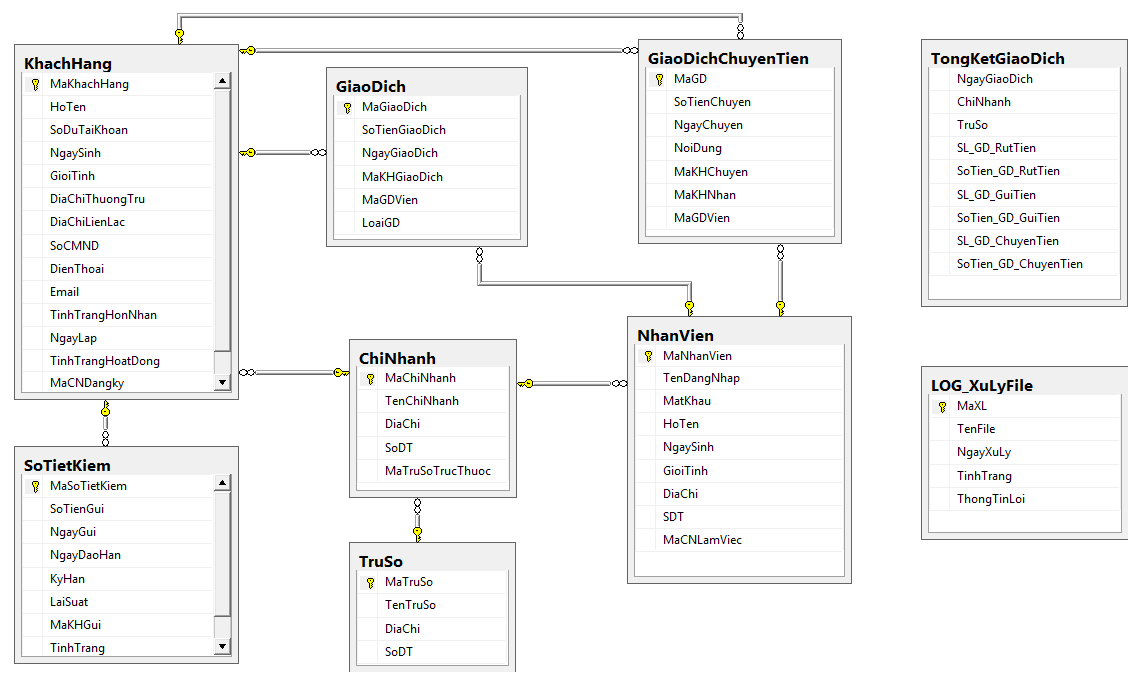 KhachHang
MaKhachHang
HoTen
SoDuTaiKhoan
NgaySinh
GioiTinh
DiaChiThuongTru
DiaChiLienLac
SoCMND
DienThoai
Email
TinhTrangHonNhan
NgayLap
TinhTrangHoatDong
MaCNDangky
SoTietKiem
MaSoTietKiem
SoTienGui
NgayGui
NgayDaoHan
KyHan
LaiSuat
MaKHGui
TinhTrang
GiaoDich
MaGiaoDich
SoTienGiaoDich
NgayGiaoDich
MaKHGiaoDich
MaGDVien
LoaiGD
ChiNhanh
MaChiNhanh
TenChiNhanh
DiaChi
SoDT
MaTruSoTrucThuoc
TruSo
MaTruSo
TenTruSo
DiaChi
SoDT
GiaoDichChuyenTien
MaGD
SoTienChuyen
NgayChuyen
NoiDung
MaKHChuyen
MaKHNhan
MaGDVien
NhanVien
MaNhanVien
TenDangNhap
MatKhau
HoTen
NgaySinh
GioiTinh
DiaChi
SDT
MaCNLamViec
TongKetGiaoDich
NgayGiaoDich
ChiNhanh
TruSo
SL_GD_RutTien
SoTien_GD_RutTien
SL_GD_GuiTien
SoTien_GD_GuiTien
SL_GD_ChuyenTien
SoTien_GD_ChuyenTien
LOG_XuLyFile
MaXL
TenFile
NgayXuLy
TinhTrang
ThongTinLoi